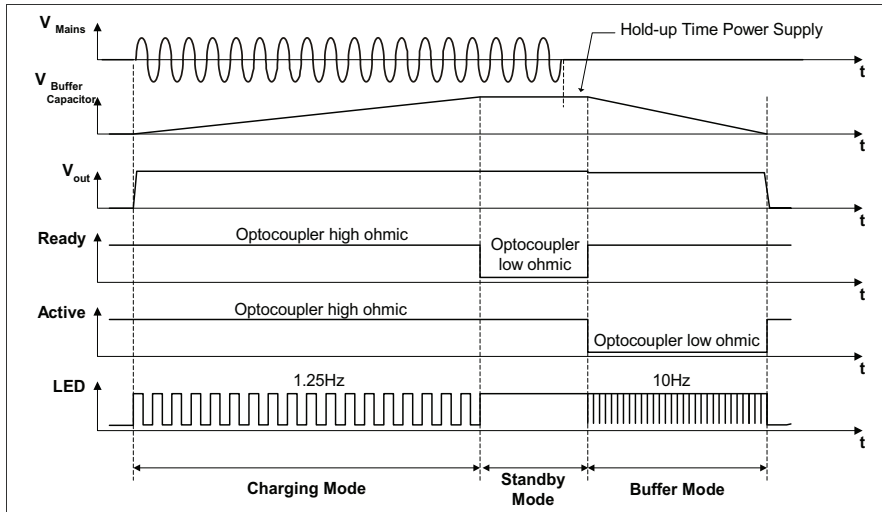 V Mains
Hold-up Time Power Supply
t
V Buffer
Capacitor
t
V out
t
Ready
Optocoupler high ohmic
Optocoupler
low ohmic
t
Active
Optocoupler high ohmic
Optocoupler low ohmic
t
LED
1.25Hz
10Hz
t
Charging Mode
Standby
Mode
Buffer Mode